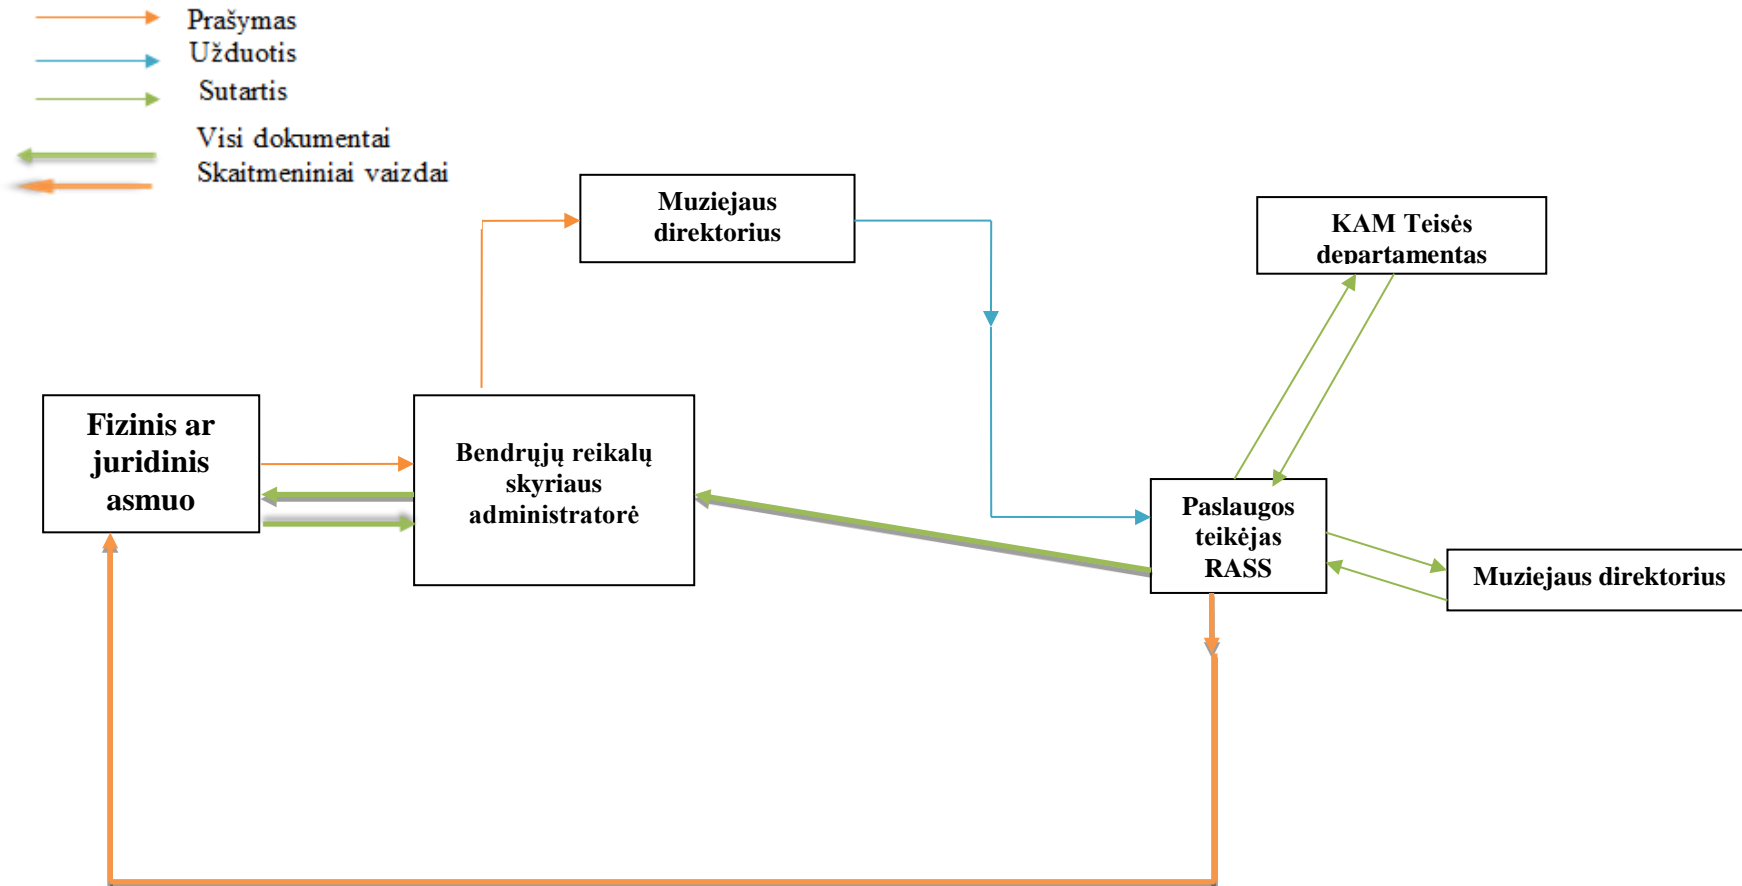 Prašymas
Užduotis
Sutartis
Visi dokumentai
Skaitmeniniai vaizdai
Muziejaus
direktorius
KAM Teisės
departamentas
Fizinis ar
juridinis
asmuo
Bendrųjų reikalų
skyriaus
administratorė
Paslaugos
teikėjas
RASS
Muziejaus direktorius